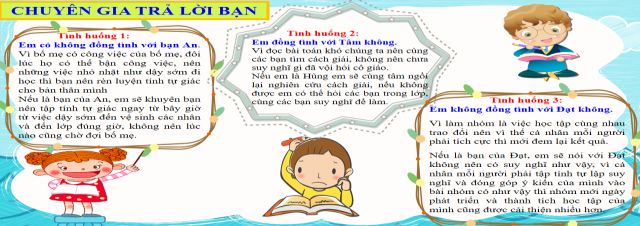 CHUYÊN GIA TRẢ LỜI BẠN
Tình huống 1:
Em có không đồng tình với bạn An.
Vì bố mẹ có công việc của bố mẹ, đôi
lúc họ có thể bận công việc, nên
những việc nhỏ nhất như dậy sớm đi
học thì bạn nên rèn luyện tính tự giác
cho bản thân mình
Nếu là bạn của An, em sẽ khuyên bạn
nên tập tính tự giác ngay từ bây giờ
từ việc dậy sớm đến vệ sinh các nhân
và đến lớp đúng giờ, không nên lúc
nào cũng chờ đợi bố mẹ.
Tình huống 2:
Em đồng tình với Tâm không.
Vì đọc bài toán khó chúng ta nên cùng
các bạn tìm cách giải, không nên chưa
suy nghĩ gì đã vội hỏi cô giáo.
Nếu em là Hùng em sẽ cùng tâm ngồi
lại nghiên cứu cách giải, nếu không
được em có thể hỏi các bạn trong lớp,
cùng các bạn suy nghĩ để làm.
Tình huống 3:
Em không đồng tình với Đạt không.
Vì làm nhóm là việc học tập cùng nhau
trao đổi nên vì thế cá nhân mỗi người
phải tích cực thì mới đem lại kết quả.
Nếu là bạn của Đạt, em sẽ nói với Đạt
không nên có suy nghĩ như vậy, vì cá
nhân mỗi người phải tập tính tự lập suy
nghĩ và đóng góp ý kiến của mình vào
bài nhóm có như vậy thì nhóm mới ngày
phát triển và thành tích học tập của
mình cũng được cải thiện nhiều hơn.